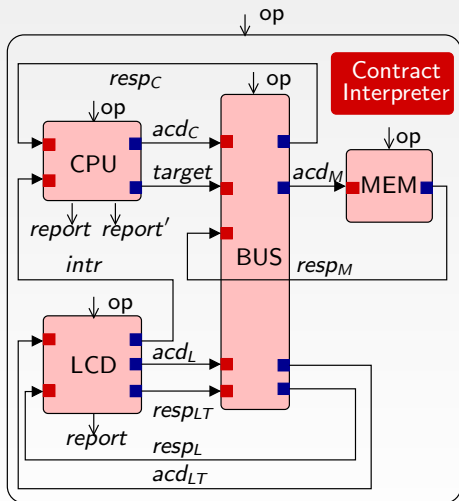 op
resp_C
op
Contract
Interpreter
op
acd_C
op
CPU
target
acd_M
MEM
report
report'
BUS
intr
resp_M
op
LCD
acd_L
resp_LT
report
resp_L
acd_LT